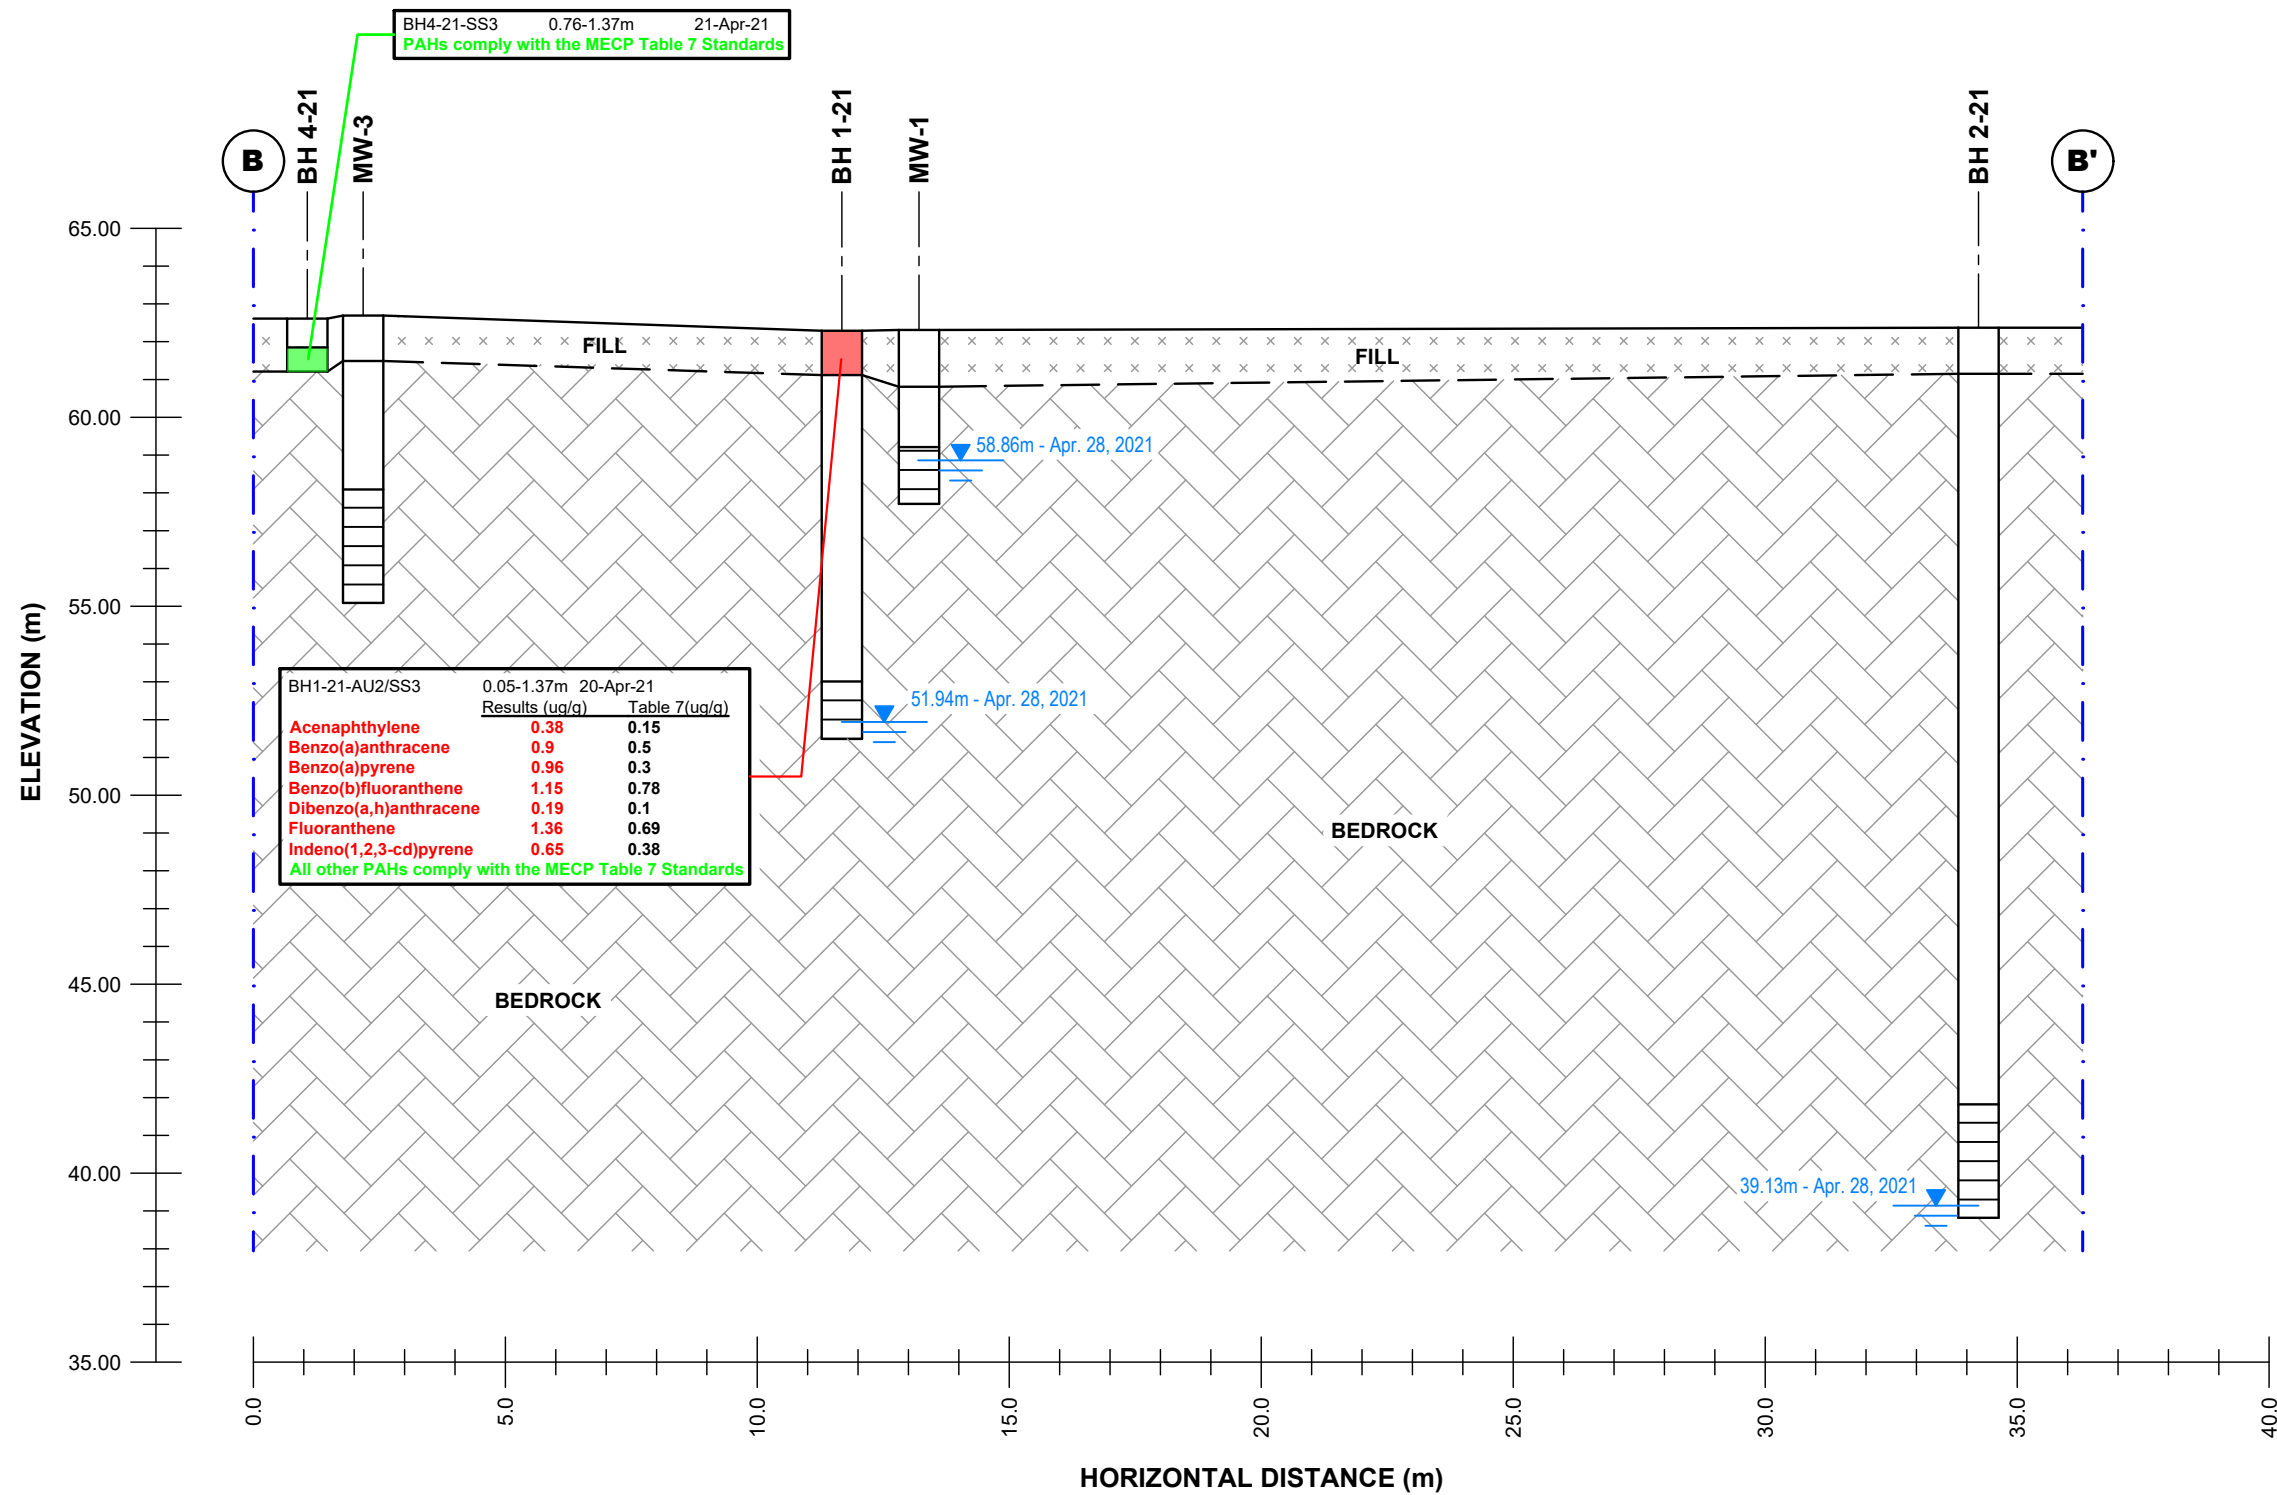 BH4-21-SS3 0.76-1.37m 21-Apr-21
PAHs comply with the MECP Table 7 Standards
B
BH 4-21
MW-3
BH 1-21
MW-1
BH 2-21
B'
65.00
60.00
55.00
50.00
45.00
40.00
35.00
ELEVATION (m)
FILL
FILL
58.86m - Apr. 28, 2021
51.94m - Apr. 28, 2021
39.13m - Apr. 28, 2021
BH1-21-AU2/SS3 0.05-1.37m 20-Apr-21
Results (ug/g) Table 7(ug/g)
Acenaphthylene 0.38 0.15
Benzo(a)anthracene 0.9 0.5
Benzo(a)pyrene 0.96 0.3
Benzo(b)fluoranthene 1.15 0.78
Dibenzo(a,h)anthracene 0.19 0.1
Fluoranthene 1.36 0.69
Indeno(1,2,3-cd)pyrene 0.65 0.38
All other PAHs comply with the MECP Table 7 Standards
BEDROCK
BEDROCK
0.0
5.0
10.0
15.0
20.0
25.0
30.0
35.0
40.0
HORIZONTAL DISTANCE (m)